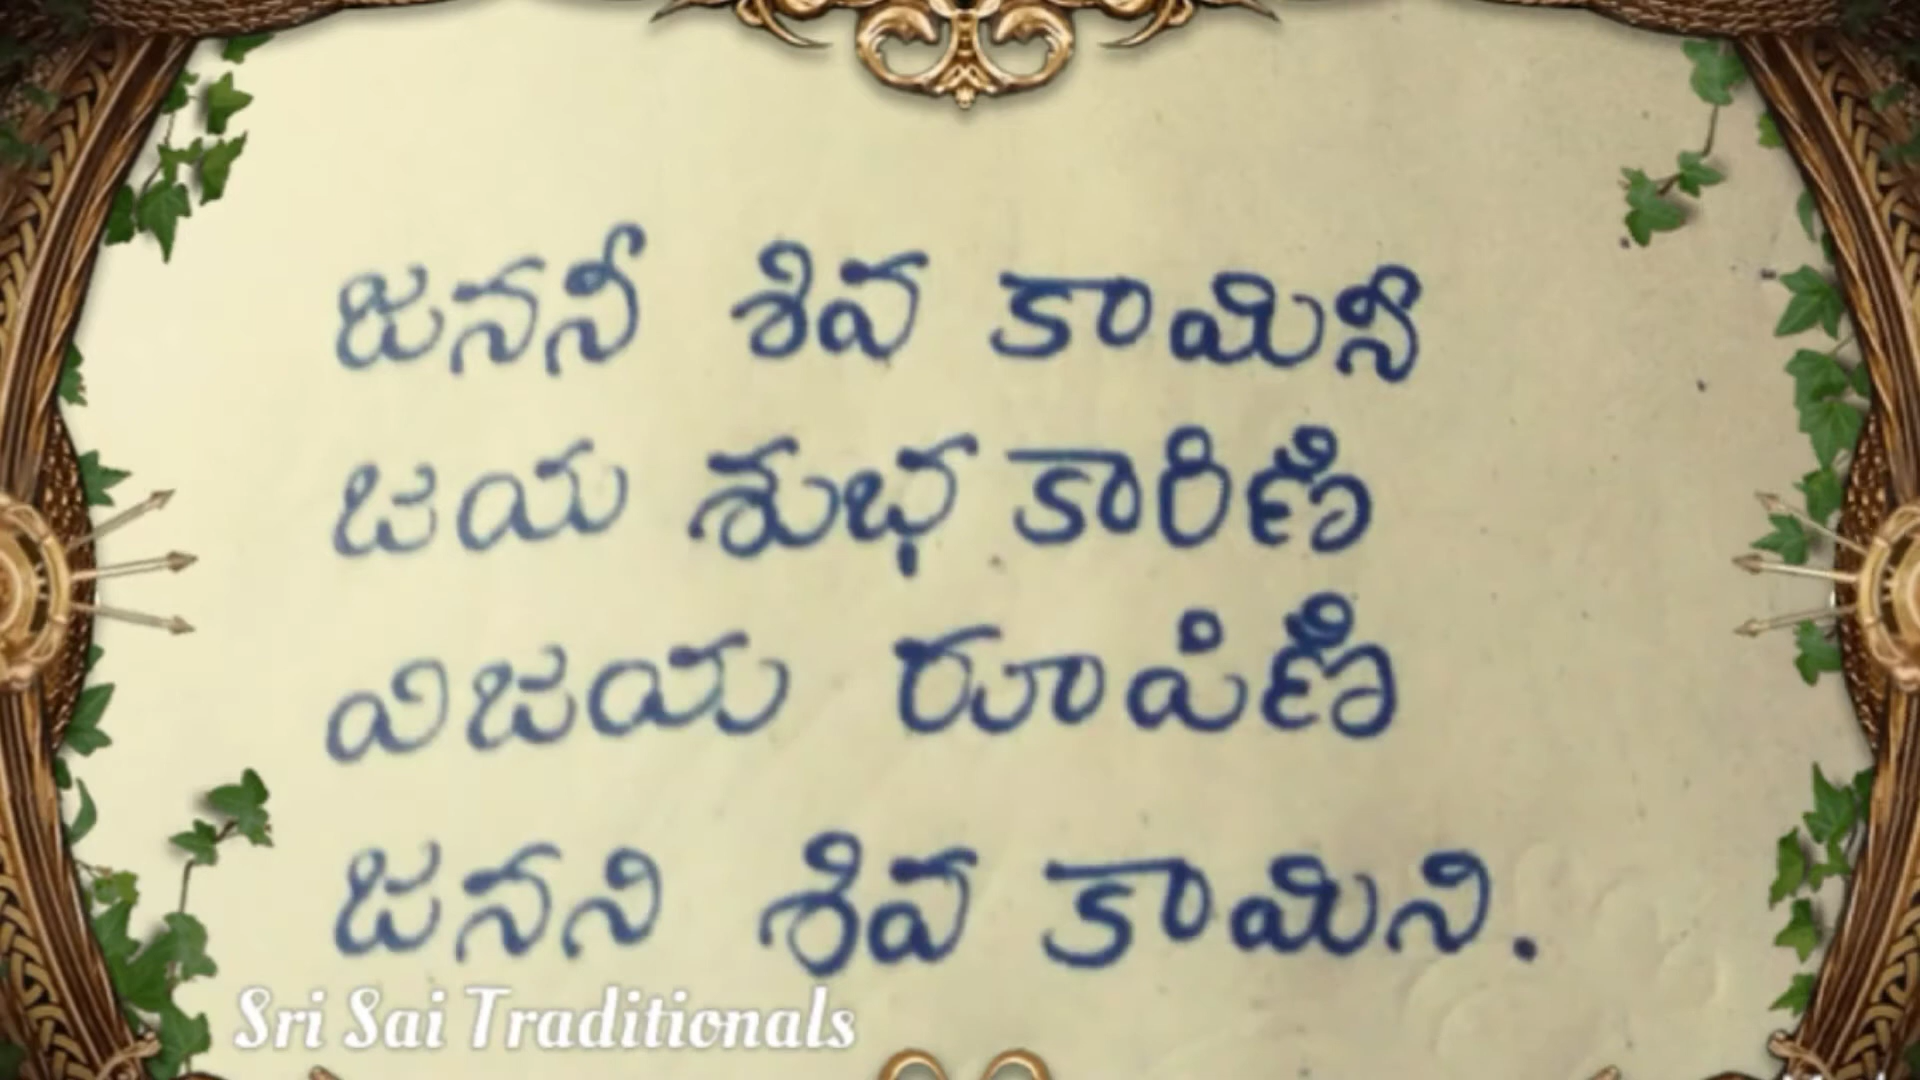 జననీ శివ కామినీ
జయ శుభ కారిణి
విజయ రూపిణి
జనని శివ కామిని.
Sri Sai Traditionals